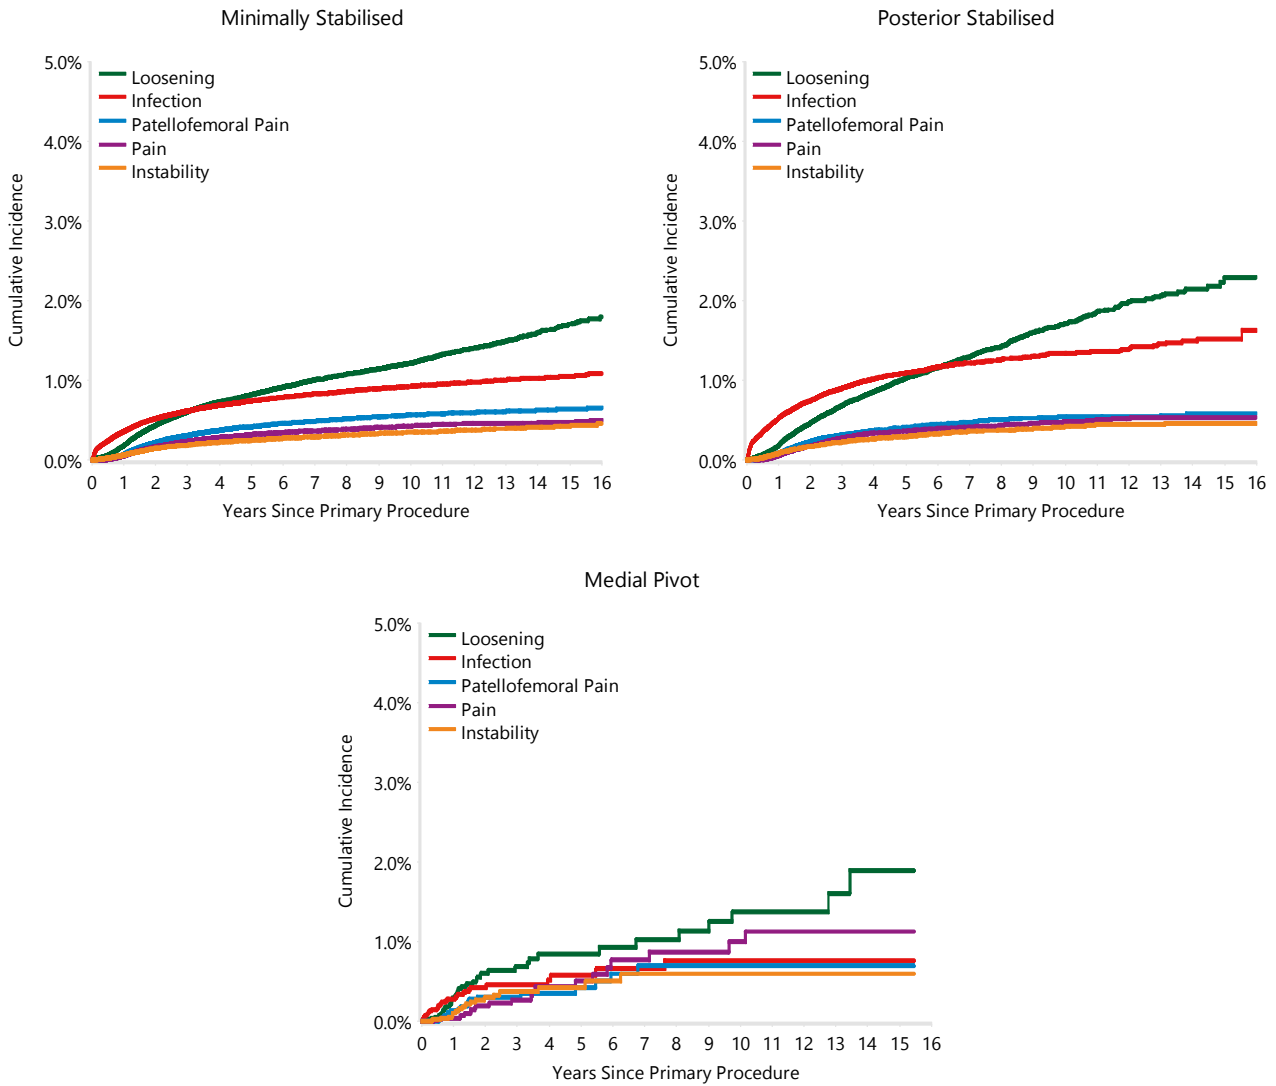 Minimally Stabilised
5.0%
4.0%
3.0%
2.0%
1.0%
0.0%
Cumulative Incidence
Loosening
Infection
Patellofemoral Pain
Pain
Instability
0 1 2 3 4 5 6 7 8 9 10 11 12 13 14 15 16
Years Since Primary Procedure
Posterior Stabilised
5.0%
4.0%
3.0%
2.0%
1.0%
0.0%
Cumulative Incidence
Loosening
Infection
Patellofemoral Pain
Pain
Instability
0 1 2 3 4 5 6 7 8 9 10 11 12 13 14 15 16
Years Since Primary Procedure
Medial Pivot
5.0%
4.0%
3.0%
2.0%
1.0%
0.0%
Cumulative Incidence
Loosening
Infection
Patellofemoral Pain
Pain
Instability
0 1 2 3 4 5 6 7 8 9 10 11 12 13 14 15 16
Years Since Primary Procedure